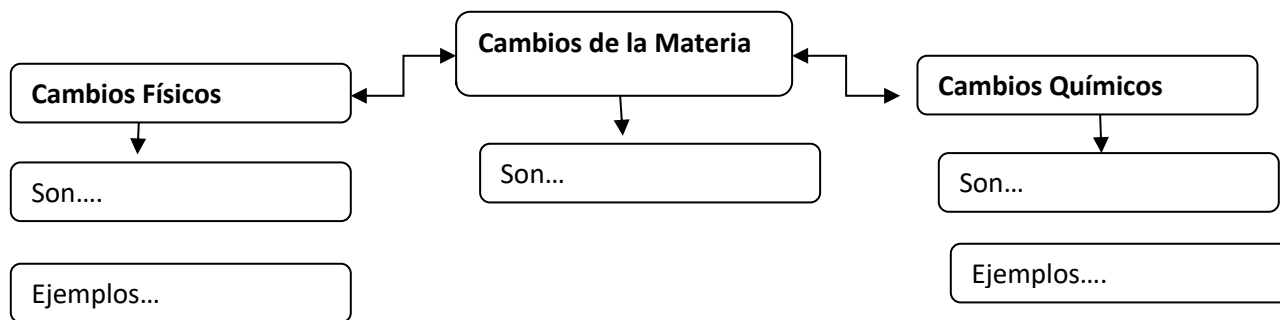 Cambios de la Materia
Cambios Físicos
Cambios Químicos
Son….
Son…
Son…
Ejemplos…
Ejemplos….